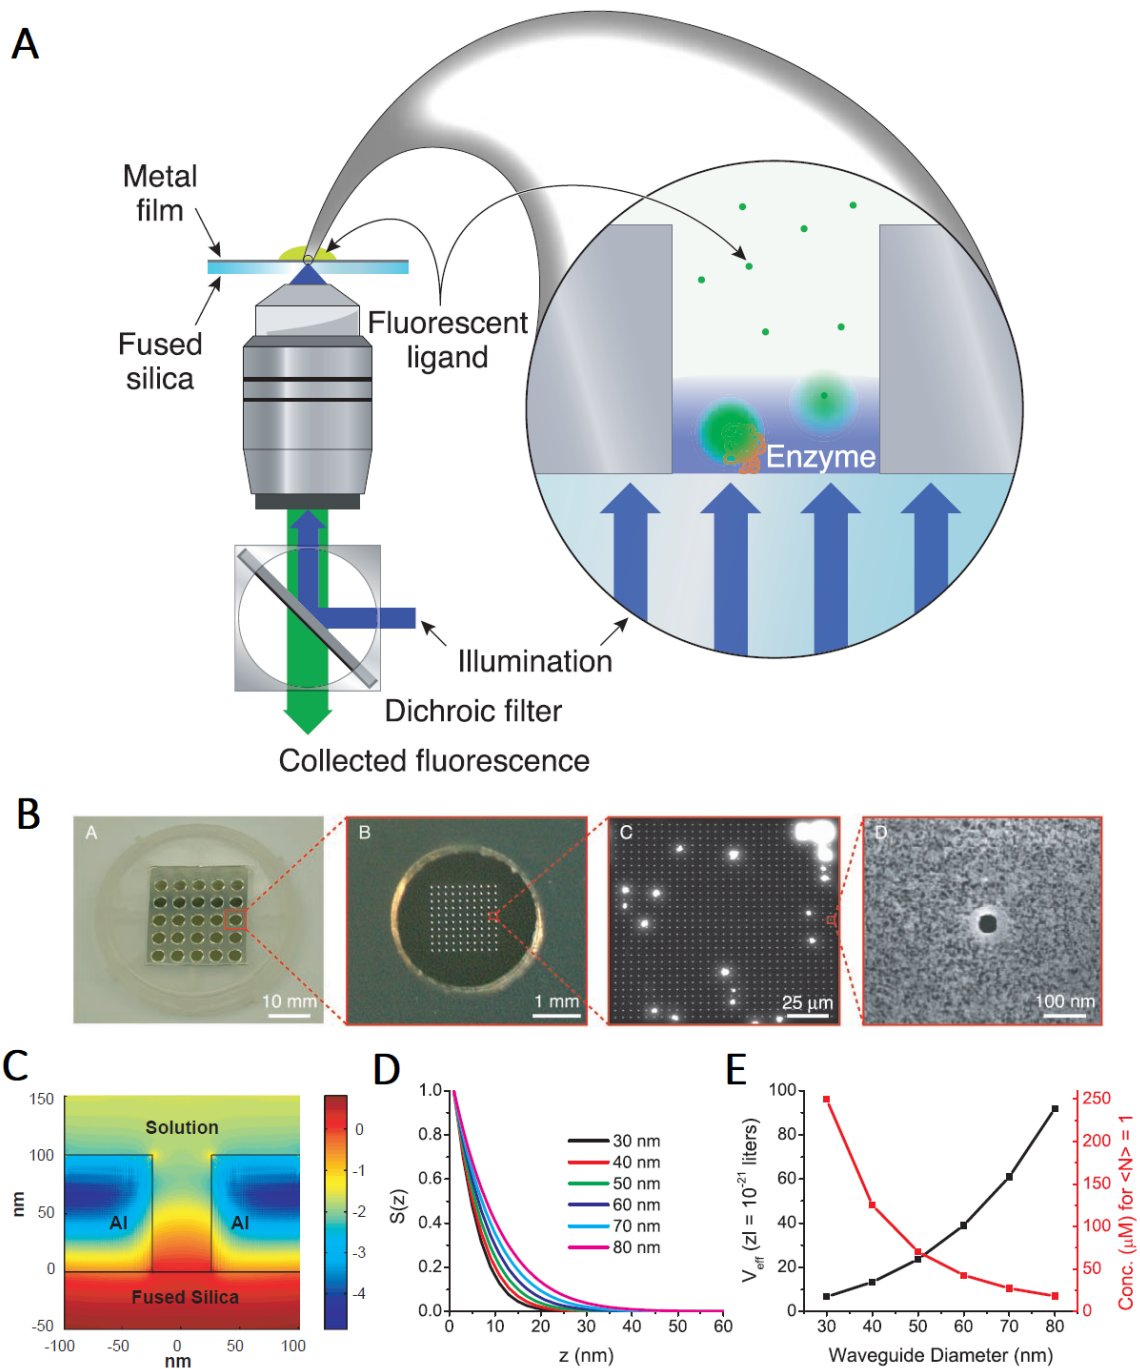 A
Metal
film
Fused
silica
Fluorescent
ligand
Enzyme
Illumination
Dichroic filter
Collected fluorescence
B
A
10 mm
B
1 mm
C
25 µm
D
100 nm
C
150
100
50
0
-50
nm
Solution
Al
Al
Fused Silica
-100
-50
0
50
100
nm
0
-1
-2
-3
-4
D
1.0
0.8
0.6
0.4
0.2
0.0
S(z)
30 nm
40 nm
50 nm
60 nm
70 nm
80 nm
0
10
20
30
40
50
60
z (nm)
E
100
80
60
40
20
0
Veff (zl = 10⁻²¹ liters)
250
200
150
100
50
0
Conc. (µM) for <N> = 1
30
40
50
60
70
80
Waveguide Diameter (nm)